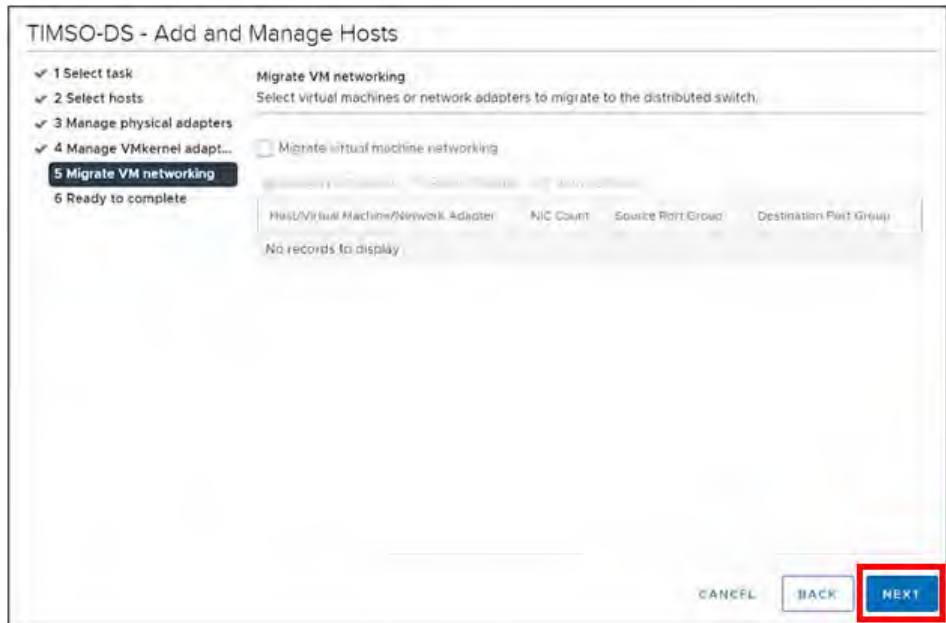 TIMSO-DS - Add and Manage Hosts
✓ 1 Select task
✓ 2 Select hosts
✓ 3 Manage physical adapters
✓ 4 Manage VMkernel adapt...
5 Migrate VM networking
6 Ready to complete
Migrate VM networking
Select virtual machines or network adapters to migrate to the distributed switch.
Migrate virtual machine networking
Host/Virtual Machine/Network Adapter NIC Count Source Port Group Destination Port Group
No records to display
CANCEL BACK NEXT